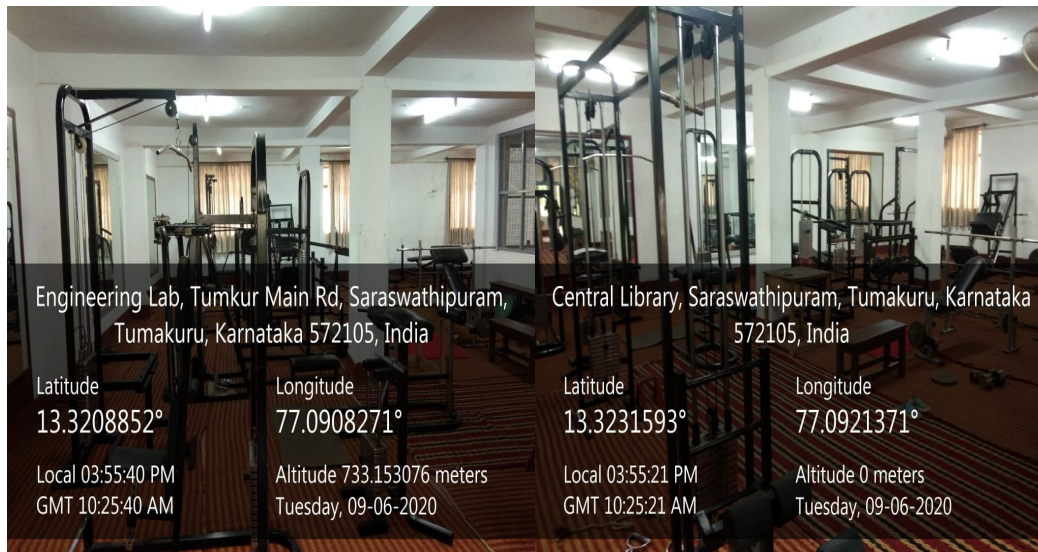 Engineering Lab, Tumkur Main Rd, Saraswathipuram,
Tumakuru, Karnataka 572105, India
Latitude
13.3208852°
Longitude
77.0908271°
Local 03:55:40 PM
GMT 10:25:40 AM
Altitude 733.153076 meters
Tuesday, 09-06-2020
Central Library, Saraswathipuram, Tumakuru, Karnataka
572105, India
Latitude
13.3231593°
Longitude
77.0921371°
Local 03:55:21 PM
GMT 10:25:21 AM
Altitude 0 meters
Tuesday, 09-06-2020